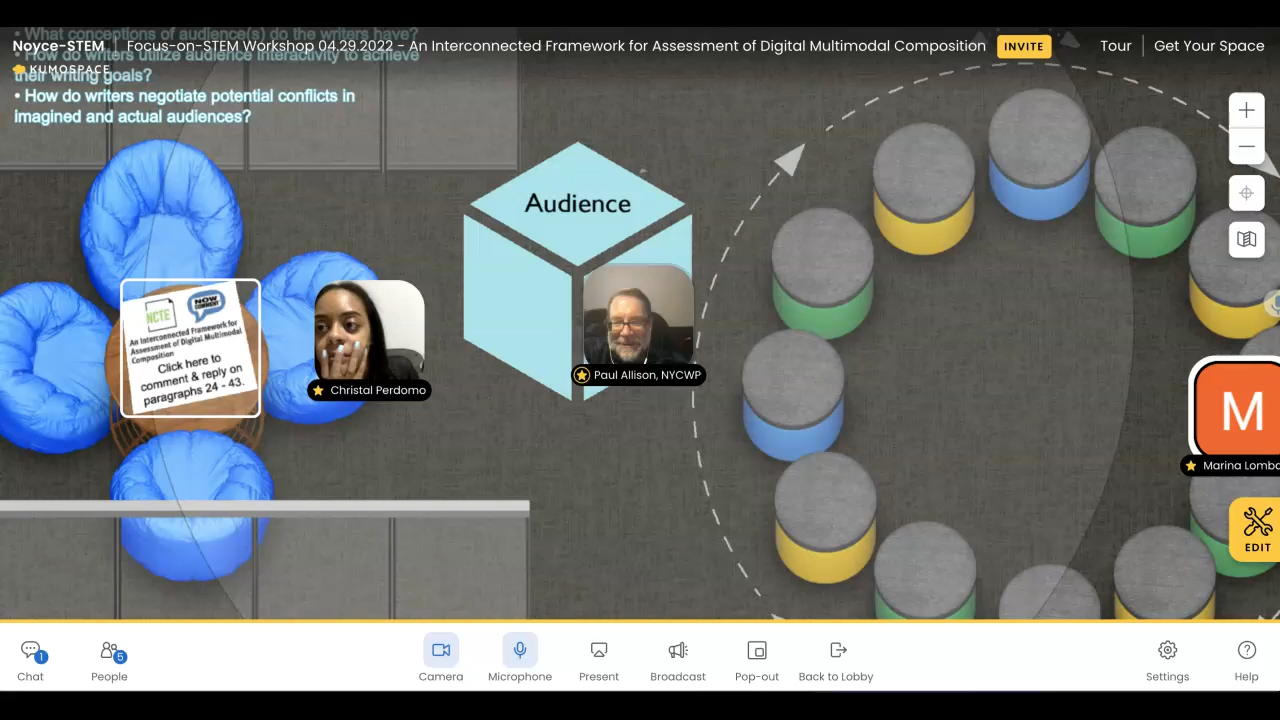 • What conceptions of audience(s) do the writers have?
Noyce-STEM Focus-on-STEM Workshop 04.29.2022 - An Interconnected Framework for Assessment of Digital Multimodal Composition INVITE Tour Get Your Space
• How do writers utilize audience interactivity to achieve
KUMOSPACE
their writing goals?
• How do writers negotiate potential conflicts in
imagined and actual audiences?
Audience
NCTE NOW COMMENT
An Interconnected Framework for
Assessment of Digital Multimodal
Composition
Click here to
comment & reply on
paragraphs 24 - 43.
Christal Perdomo
Paul Allison, NYCWP
M
Marina Lomba
EDIT
1
5
Chat People Camera Microphone Present Broadcast Pop-out Back to Lobby Settings Help